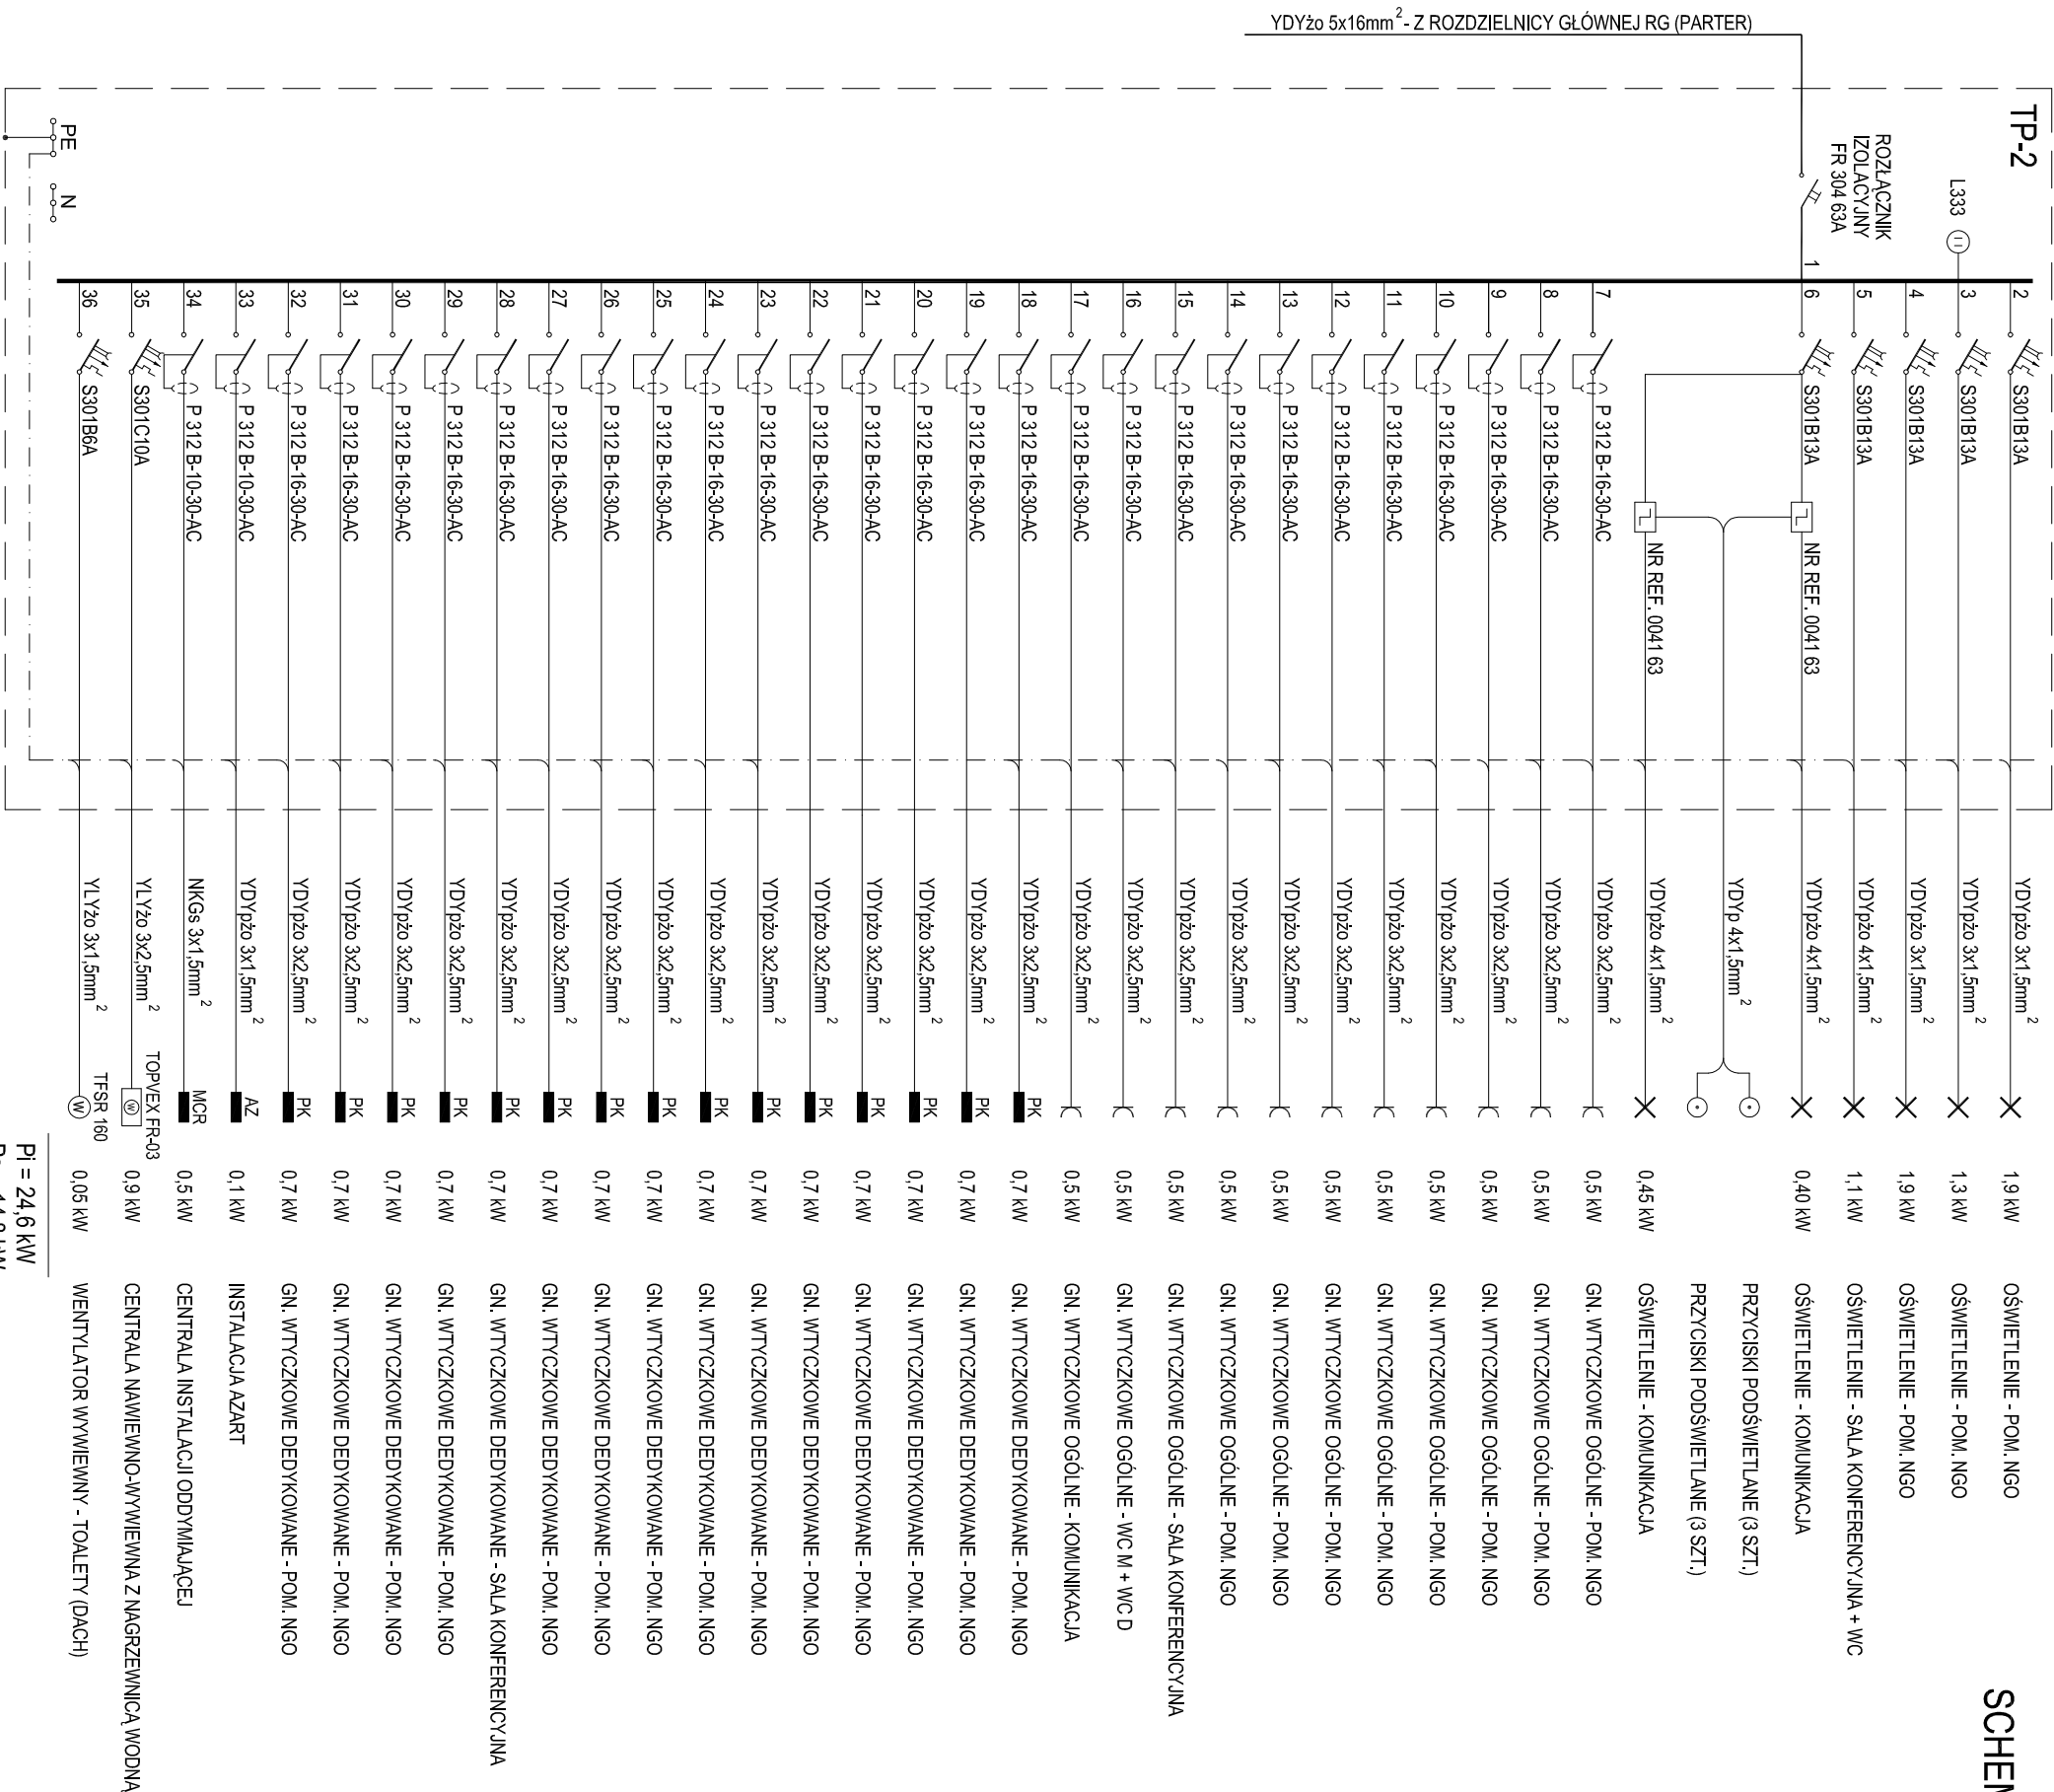 YDYżo 5x16mm² - Z ROZDZIELNICY GŁÓWNEJ RG (PARTER)
SCHEM
TP-2
ROZŁĄCZNIK
IZOLACYJNY
FR 304 63A
L333
1
2 S301B13A YDYpżo 3x1,5mm² 1,9 kW OŚWIETLENIE - POM. NGO
3 S301B13A YDYpżo 3x1,5mm² 1,3 kW OŚWIETLENIE - POM. NGO
4 S301B13A YDYpżo 3x1,5mm² 1,9 kW OŚWIETLENIE - POM. NGO
5 S301B13A YDYpżo 4x1,5mm² 1,1 kW OŚWIETLENIE - SALA KONFERENCYJNA + WC
6 S301B13A NR REF. 0041 63 YDYpżo 4x1,5mm² 0,40 kW OŚWIETLENIE - KOMUNIKACJA
PRZYCISKI PODŚWIETLANE (3 SZT.)
YDYp 4x1,5mm²
PRZYCISKI PODŚWIETLANE (3 SZT.)
NR REF. 0041 63 YDYpżo 4x1,5mm² 0,45 kW OŚWIETLENIE - KOMUNIKACJA
7 P 312 B-16-30-AC YDYpżo 3x2,5mm² 0,5 kW GN. WTYCZKOWE OGÓLNE - POM. NGO
8 P 312 B-16-30-AC YDYpżo 3x2,5mm² 0,5 kW GN. WTYCZKOWE OGÓLNE - POM. NGO
9 P 312 B-16-30-AC YDYpżo 3x2,5mm² 0,5 kW GN. WTYCZKOWE OGÓLNE - POM. NGO
10 P 312 B-16-30-AC YDYpżo 3x2,5mm² 0,5 kW GN. WTYCZKOWE OGÓLNE - POM. NGO
11 P 312 B-16-30-AC YDYpżo 3x2,5mm² 0,5 kW GN. WTYCZKOWE OGÓLNE - POM. NGO
12 P 312 B-16-30-AC YDYpżo 3x2,5mm² 0,5 kW GN. WTYCZKOWE OGÓLNE - POM. NGO
13 P 312 B-16-30-AC YDYpżo 3x2,5mm² 0,5 kW GN. WTYCZKOWE OGÓLNE - POM. NGO
14 P 312 B-16-30-AC YDYpżo 3x2,5mm² 0,5 kW GN. WTYCZKOWE OGÓLNE - POM. NGO
15 P 312 B-16-30-AC YDYpżo 3x2,5mm² 0,5 kW GN. WTYCZKOWE OGÓLNE - SALA KONFERENCYJNA
16 P 312 B-16-30-AC YDYpżo 3x2,5mm² 0,5 kW GN. WTYCZKOWE OGÓLNE - WC M + WC D
17 P 312 B-16-30-AC YDYpżo 3x2,5mm² 0,5 kW GN. WTYCZKOWE OGÓLNE - KOMUNIKACJA
18 P 312 B-16-30-AC YDYpżo 3x2,5mm² PK 0,7 kW GN. WTYCZKOWE DEDYKOWANE - POM. NGO
19 P 312 B-16-30-AC YDYpżo 3x2,5mm² PK 0,7 kW GN. WTYCZKOWE DEDYKOWANE - POM. NGO
20 P 312 B-16-30-AC YDYpżo 3x2,5mm² PK 0,7 kW GN. WTYCZKOWE DEDYKOWANE - POM. NGO
21 P 312 B-16-30-AC YDYpżo 3x2,5mm² PK 0,7 kW GN. WTYCZKOWE DEDYKOWANE - POM. NGO
22 P 312 B-16-30-AC YDYpżo 3x2,5mm² PK 0,7 kW GN. WTYCZKOWE DEDYKOWANE - POM. NGO
23 P 312 B-16-30-AC YDYpżo 3x2,5mm² PK 0,7 kW GN. WTYCZKOWE DEDYKOWANE - POM. NGO
24 P 312 B-16-30-AC YDYpżo 3x2,5mm² PK 0,7 kW GN. WTYCZKOWE DEDYKOWANE - POM. NGO
25 P 312 B-16-30-AC YDYpżo 3x2,5mm² PK 0,7 kW GN. WTYCZKOWE DEDYKOWANE - POM. NGO
26 P 312 B-16-30-AC YDYpżo 3x2,5mm² PK 0,7 kW GN. WTYCZKOWE DEDYKOWANE - POM. NGO
27 P 312 B-16-30-AC YDYpżo 3x2,5mm² PK 0,7 kW GN. WTYCZKOWE DEDYKOWANE - POM. NGO
28 P 312 B-16-30-AC YDYpżo 3x2,5mm² PK 0,7 kW GN. WTYCZKOWE DEDYKOWANE - SALA KONFERENCYJNA
29 P 312 B-16-30-AC YDYpżo 3x2,5mm² PK 0,7 kW GN. WTYCZKOWE DEDYKOWANE - POM. NGO
30 P 312 B-16-30-AC YDYpżo 3x2,5mm² PK 0,7 kW GN. WTYCZKOWE DEDYKOWANE - POM. NGO
31 P 312 B-16-30-AC YDYpżo 3x2,5mm² PK 0,7 kW GN. WTYCZKOWE DEDYKOWANE - POM. NGO
32 P 312 B-16-30-AC YDYpżo 3x2,5mm² PK 0,7 kW GN. WTYCZKOWE DEDYKOWANE - POM. NGO
33 P 312 B-10-30-AC YDYpżo 3x1,5mm² AZ 0,1 kW INSTALACJA AZART
34 P 312 B-10-30-AC NKGs 3x1,5mm² MCR 0,5 kW CENTRALA INSTALACJI ODDYMIAJĄCEJ
35 S301C10A YLYżo 3x2,5mm² TOPVEX FR-03 W 0,9 kW CENTRALA NAWIEWNO-WYWIEWNA Z NAGRZEWNICĄ WODNĄ
36 S301B6A YLYżo 3x1,5mm² TFSR 160 W 0,05 kW WENTYLATOR WYWIEWNY - TOALETY (DACH)
PE N
Pi = 24,6 kW